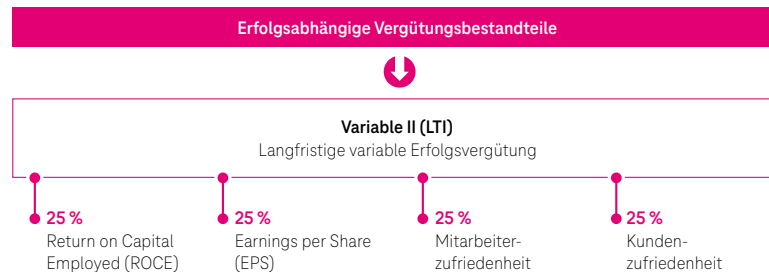 Erfolgsabhängige Vergütungsbestandteile
Variable II (LTI)
Langfristige variable Erfolgsvergütung
25 %
Return on Capital
Employed (ROCE)
25 %
Earnings per Share
(EPS)
25 %
Mitarbeiter-
zufriedenheit
25 %
Kunden-
zufriedenheit